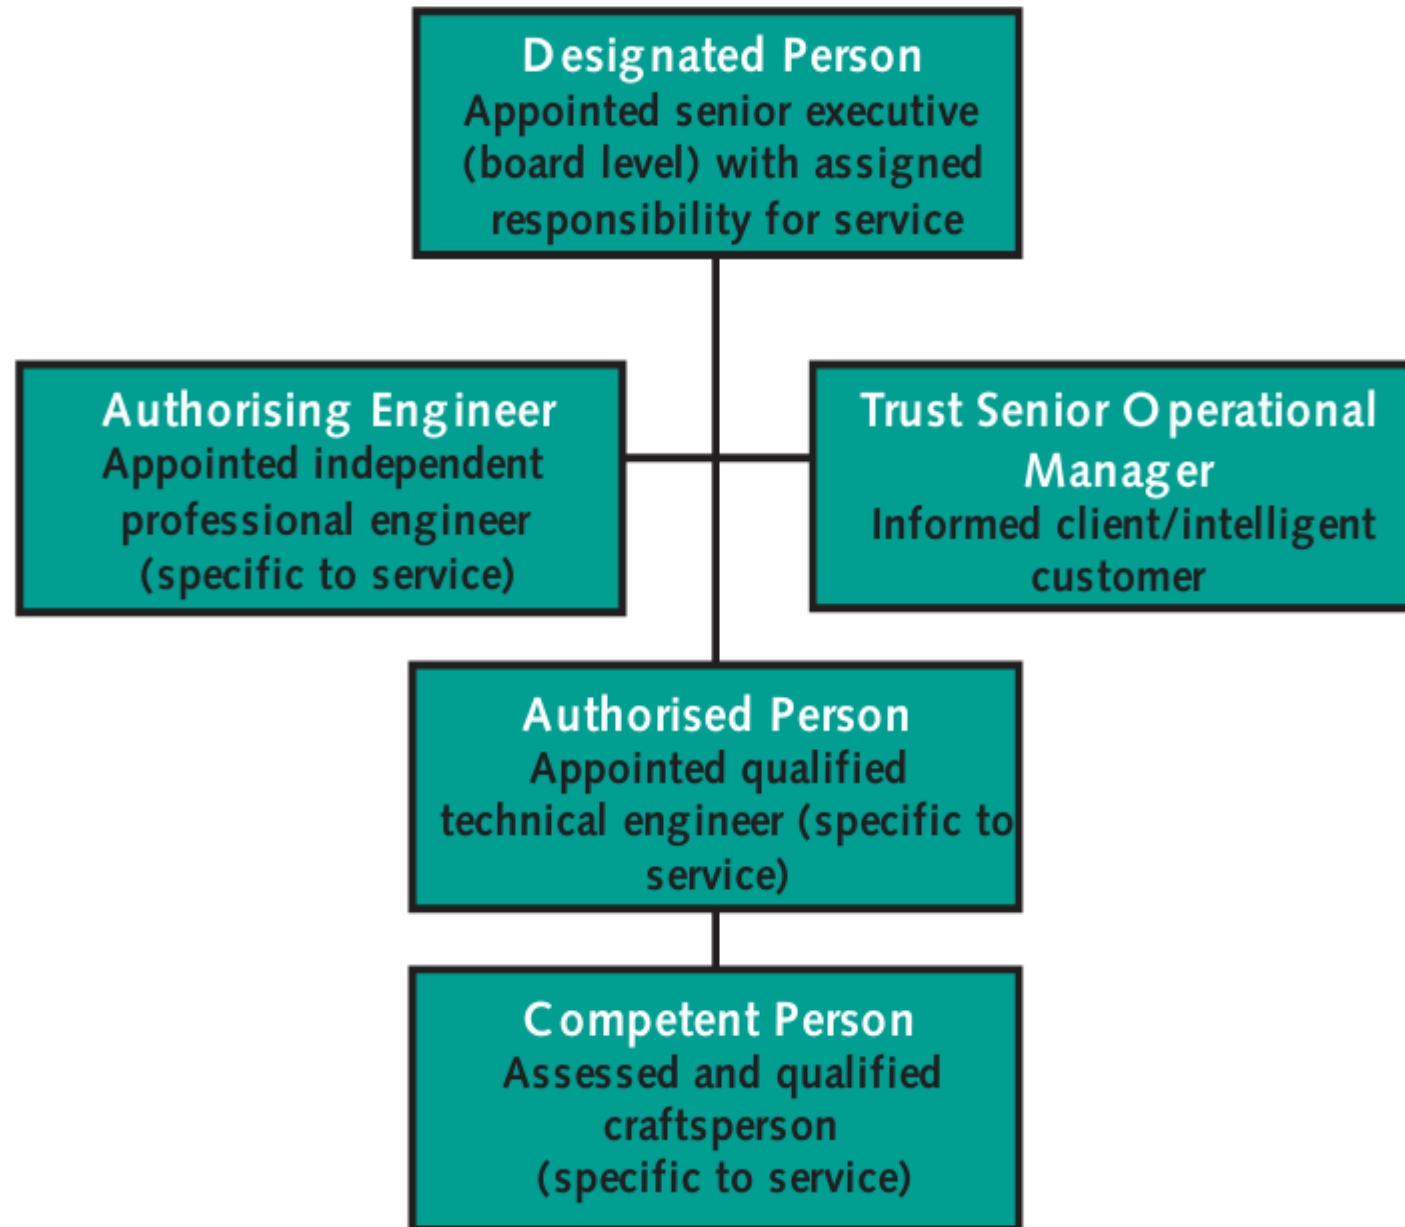 Designated Person
Appointed senior executive
(board level) with assigned
responsibility for service
Authorising Engineer
Appointed independent
professional engineer
(specific to service)
Trust Senior Operational
Manager
Informed client/intelligent
customer
Authorised Person
Appointed qualified
technical engineer (specific to
service)
Competent Person
Assessed and qualified
craftsperson
(specific to service)